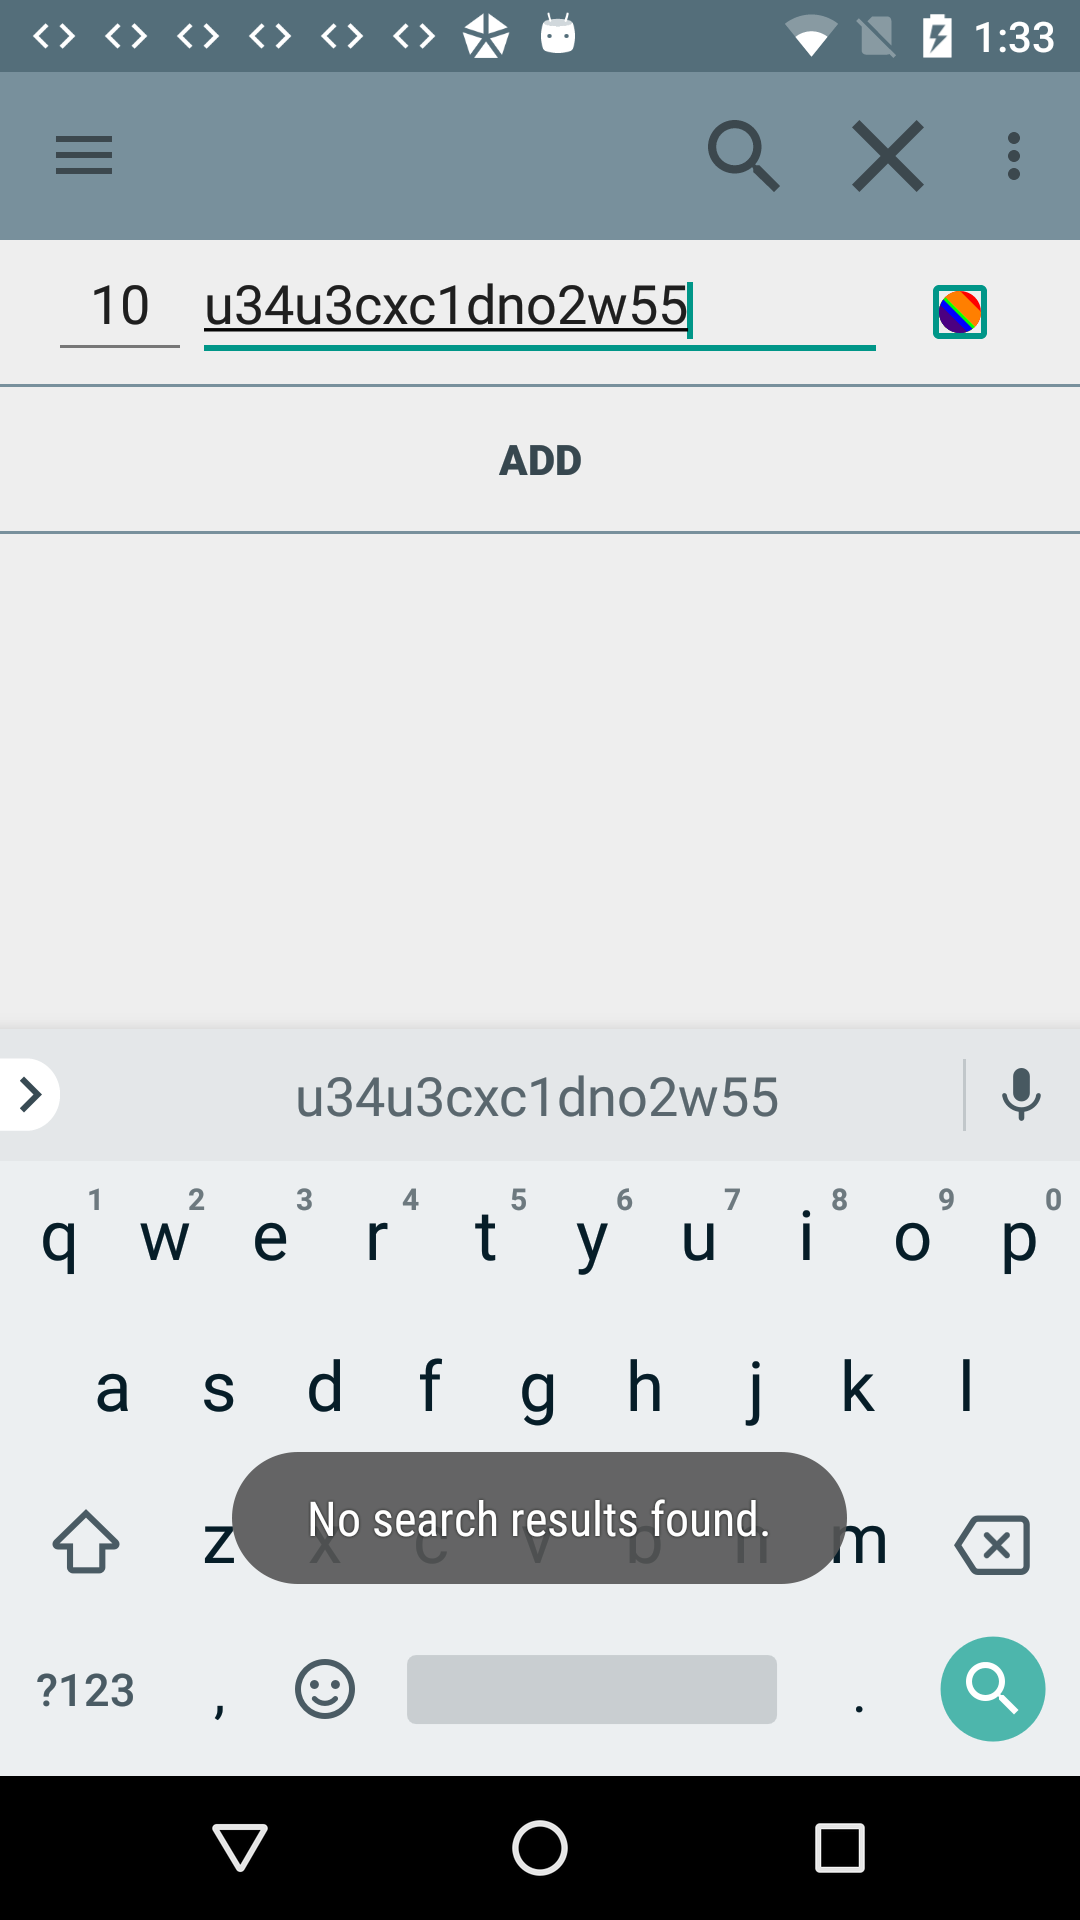 1:33
10 u34u3cxc1dno2w55
ADD
u34u3cxc1dno2w55
1 2 3 4 5 6 7 8 9 0
q w e r t y u i o p
a s d f g h j k l
z x c v b n m
No search results found.
?123 , .